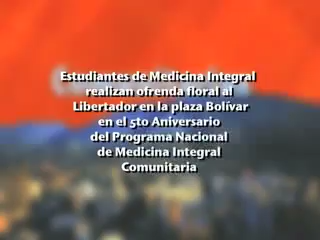 Estudiantes de Medicina Integral
realizan ofrenda floral al
Libertador en la plaza Bolívar
en el 5to Aniversario
del Programa Nacional
de Medicina Integral
Comunitaria